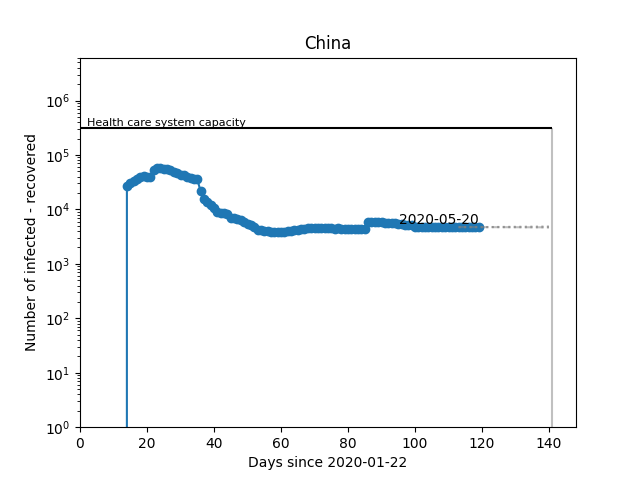 China
10^6
Health care system capacity
10^5
10^4
2020-05-20
10^3
10^2
10^1
10^0
Number of infected - recovered
0 20 40 60 80 100 120 140
Days since 2020-01-22